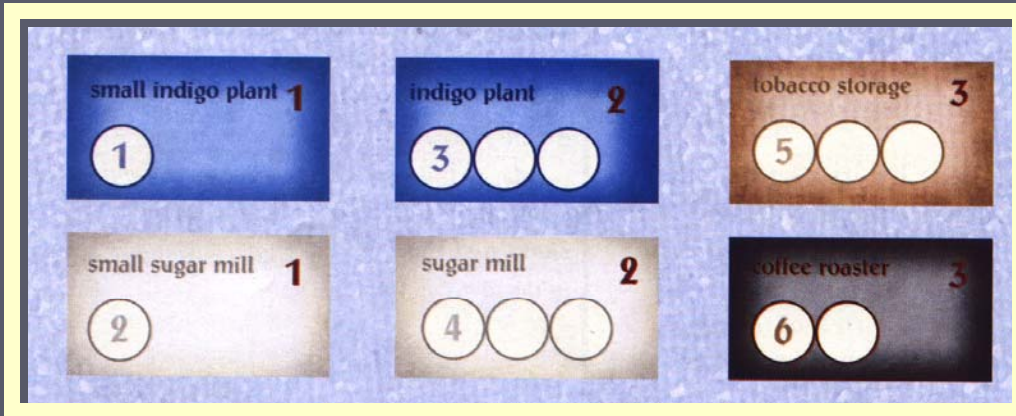 small indigo plant 1
1
indigo plant 2
3
tobacco storage 3
5
small sugar mill 1
2
sugar mill 2
4
coffee roaster 3
6